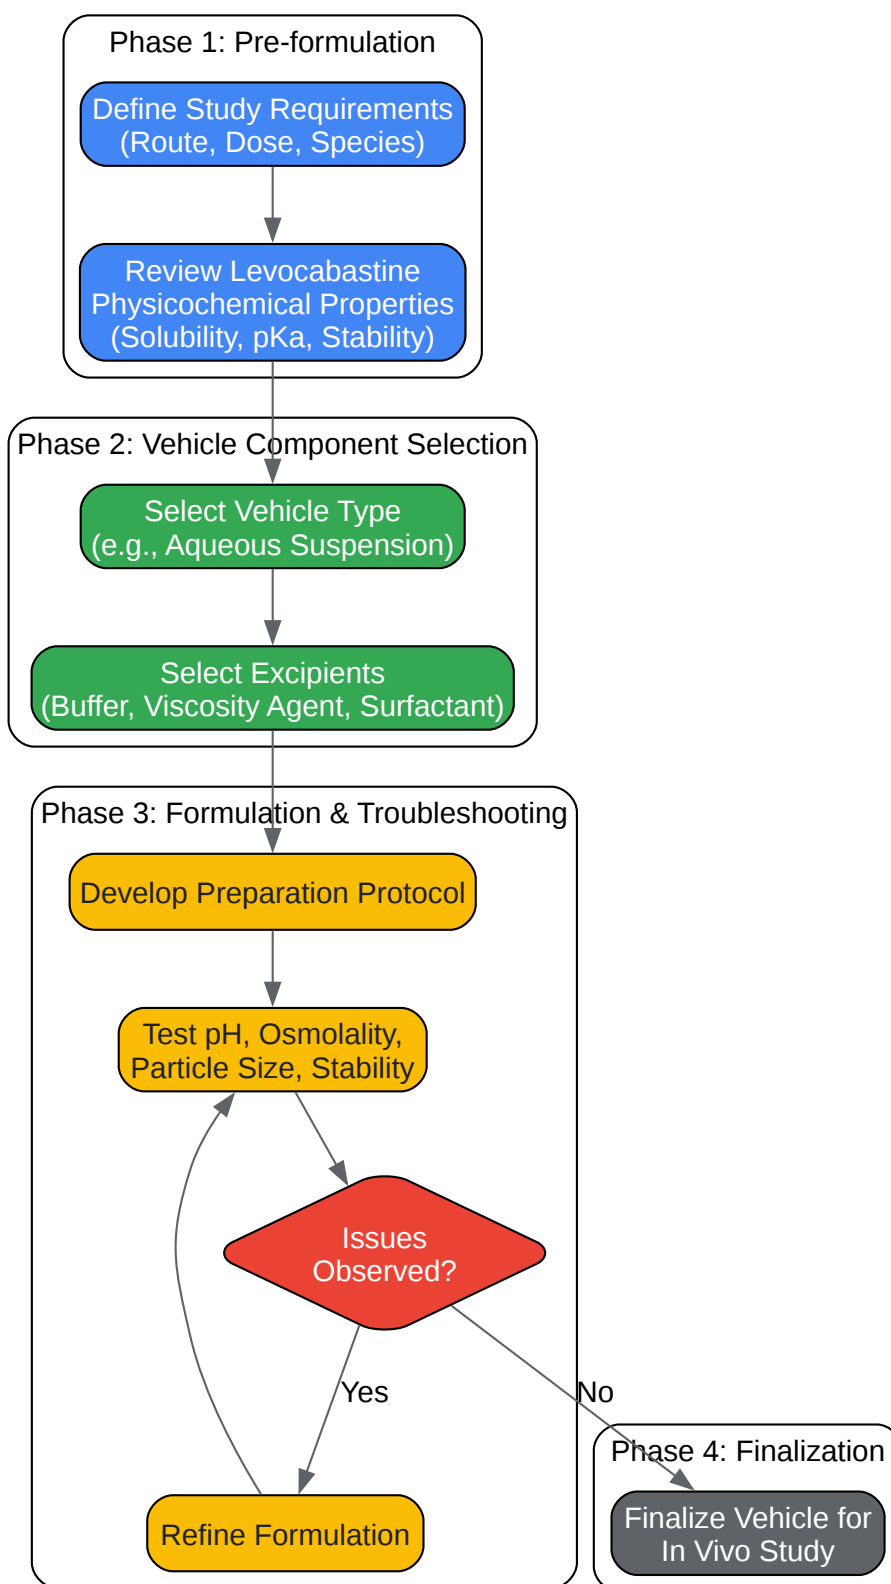 Phase 1: Pre-formulation
Define Study Requirements
(Route, Dose, Species)
Review Levocabastine
Physicochemical Properties
(Solubility, pKa, Stability)
Phase 2: Vehicle Component Selection
Select Vehicle Type
(e.g., Aqueous Suspension)
Select Excipients
(Buffer, Viscosity Agent, Surfactant)
Phase 3: Formulation & Troubleshooting
Develop Preparation Protocol
Test pH, Osmolality,
Particle Size, Stability
Issues
Observed?
Yes
No
Refine Formulation
Phase 4: Finalization
Finalize Vehicle for
In Vivo Study